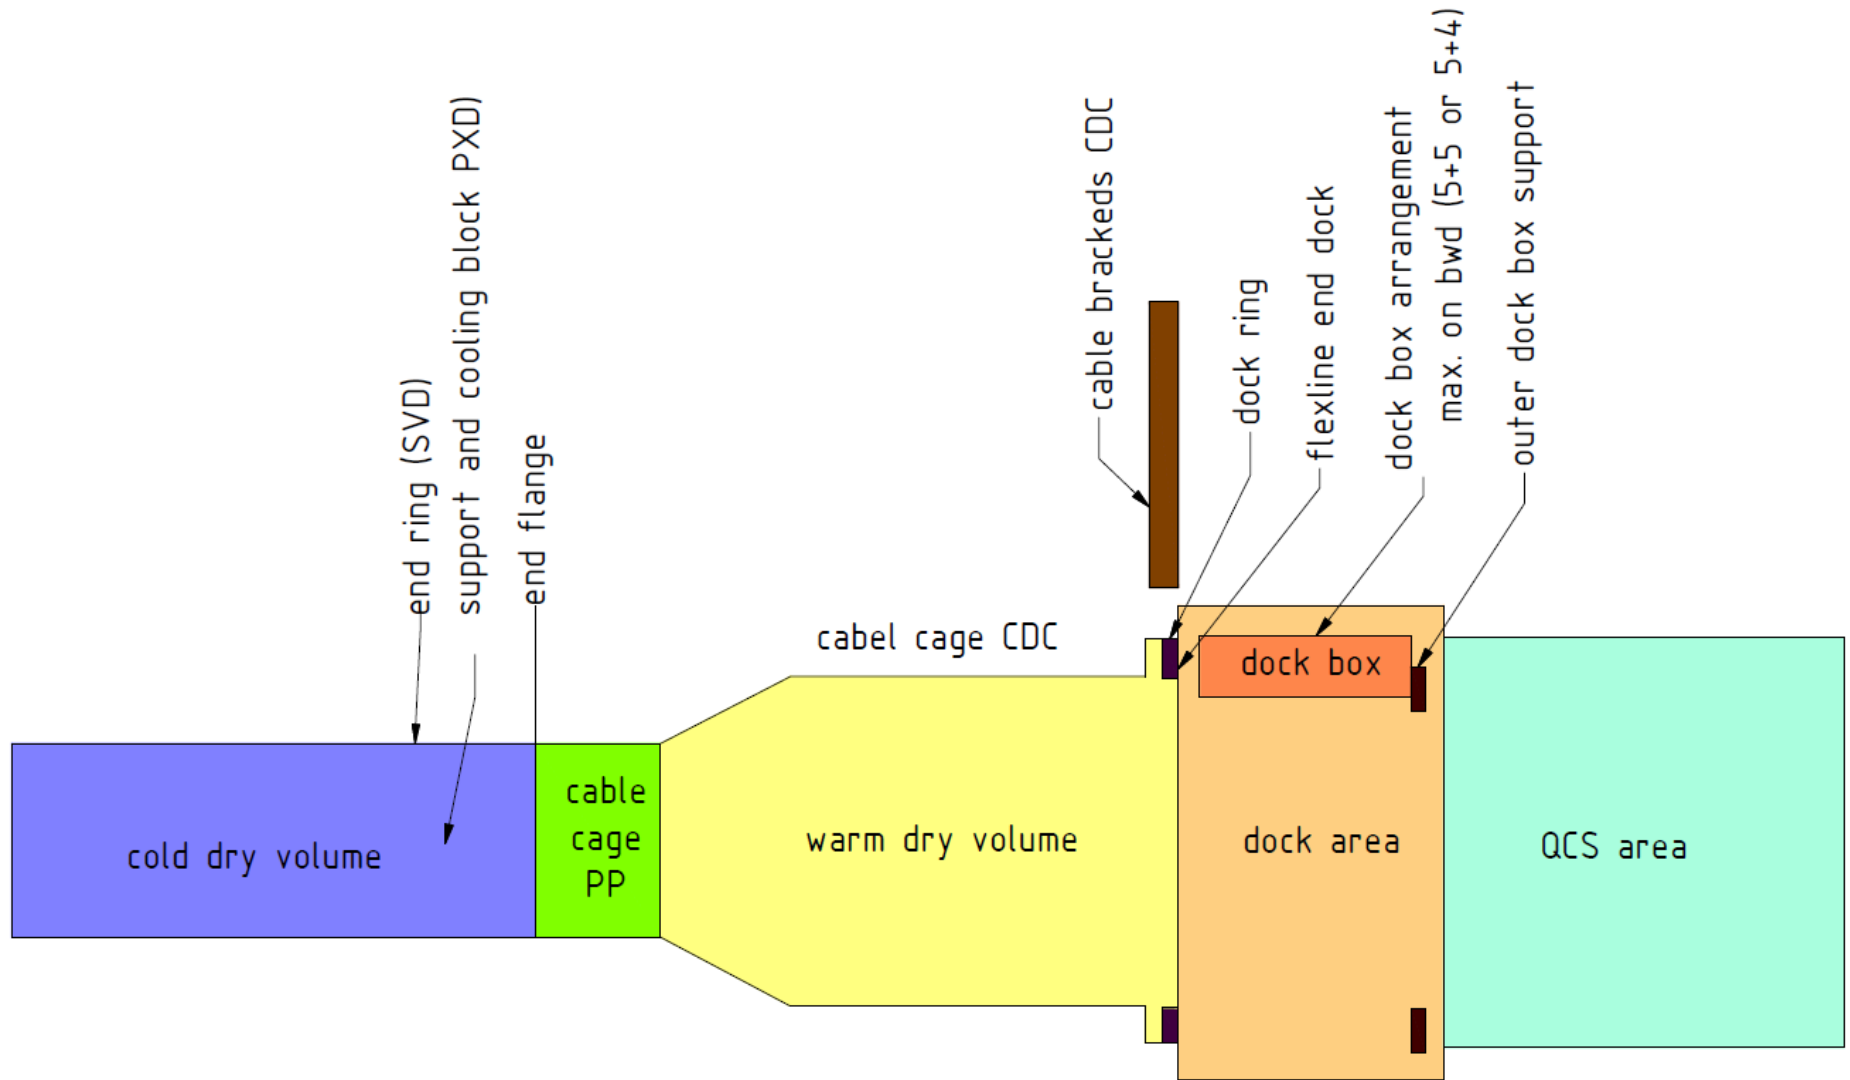 end ring (SVD)
support and cooling block PXD)
end flange
cable brackeds CDC
dock ring
flexline end dock
dock box arrangement
max. on bwd (5+5 or 5+4)
outer dock box support
cabel cage CDC
dock box
cable
cage
PP
cold dry volume
warm dry volume
dock area
QCS area